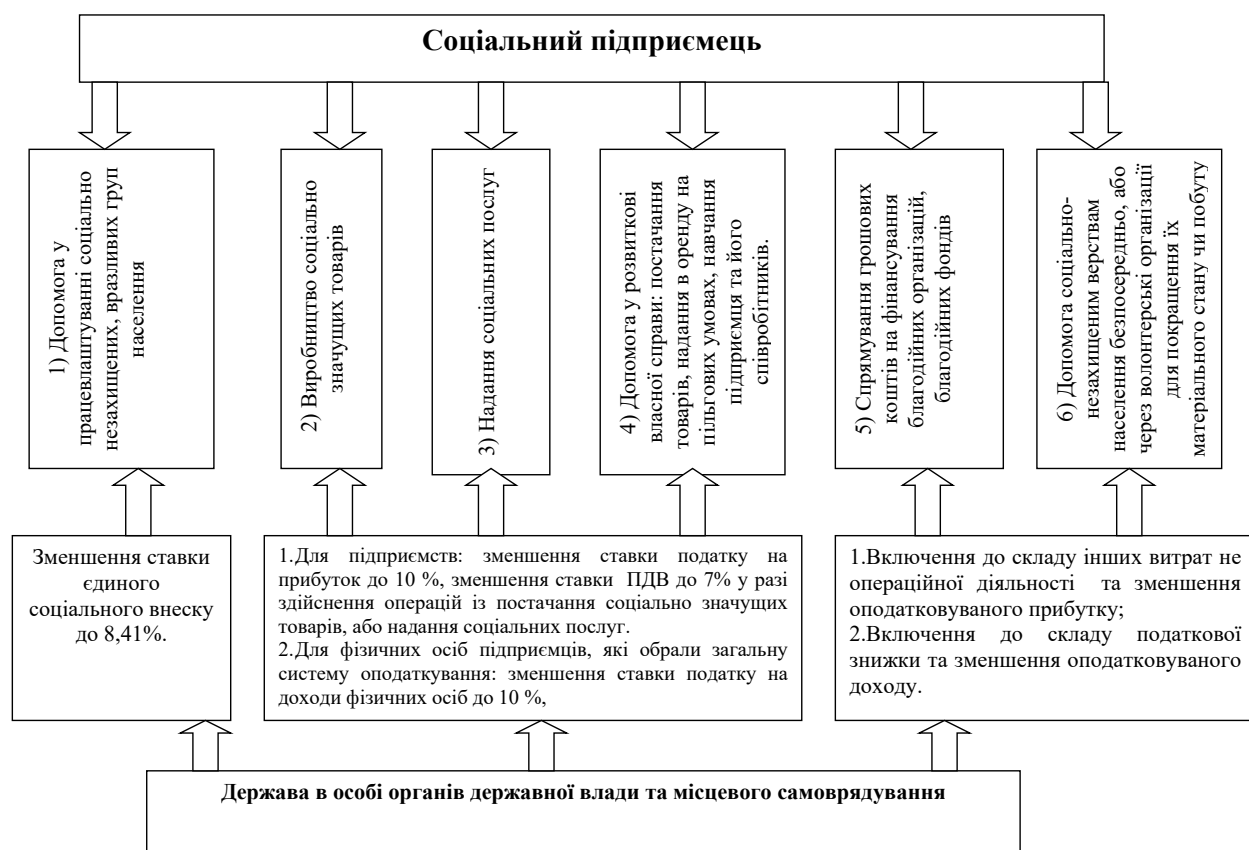 Соціальний підприємець
1) Допомога у
працевлаштуванні соціально
незахищених, вразливих груп
населення
2) Виробництво соціально
значущих товарів
3) Надання соціальних послуг
4) Допомога у розвиткові
власної справи: постачання
товарів, надання в оренду на
пільгових умовах, навчання
підприємця та його
співробітників.
5) Спрямування грошових
коштів на фінансування
благодійних організацій,
благодійних фондів
6) Допомога соціально-
незахищеним верствам
населення безпосередньо, або
через волонтерські організації
для покращення їх
матеріального стану чи побуту
Зменшення ставки
єдиного
соціального внеску
до 8,41%.
1.Для підприємств: зменшення ставки податку на
прибуток до 10 %, зменшення ставки ПДВ до 7% у разі
здійснення операцій із постачання соціально значущих
товарів, або надання соціальних послуг.
2.Для фізичних осіб підприємців, які обрали загальну
систему оподаткування: зменшення ставки податку на
доходи фізичних осіб до 10 %,
1.Включення до складу інших витрат не
операційної діяльності та зменшення
оподатковуваного прибутку;
2.Включення до складу податкової
знижки та зменшення оподатковуваного
доходу.
Держава в особі органів державної влади та місцевого самоврядування